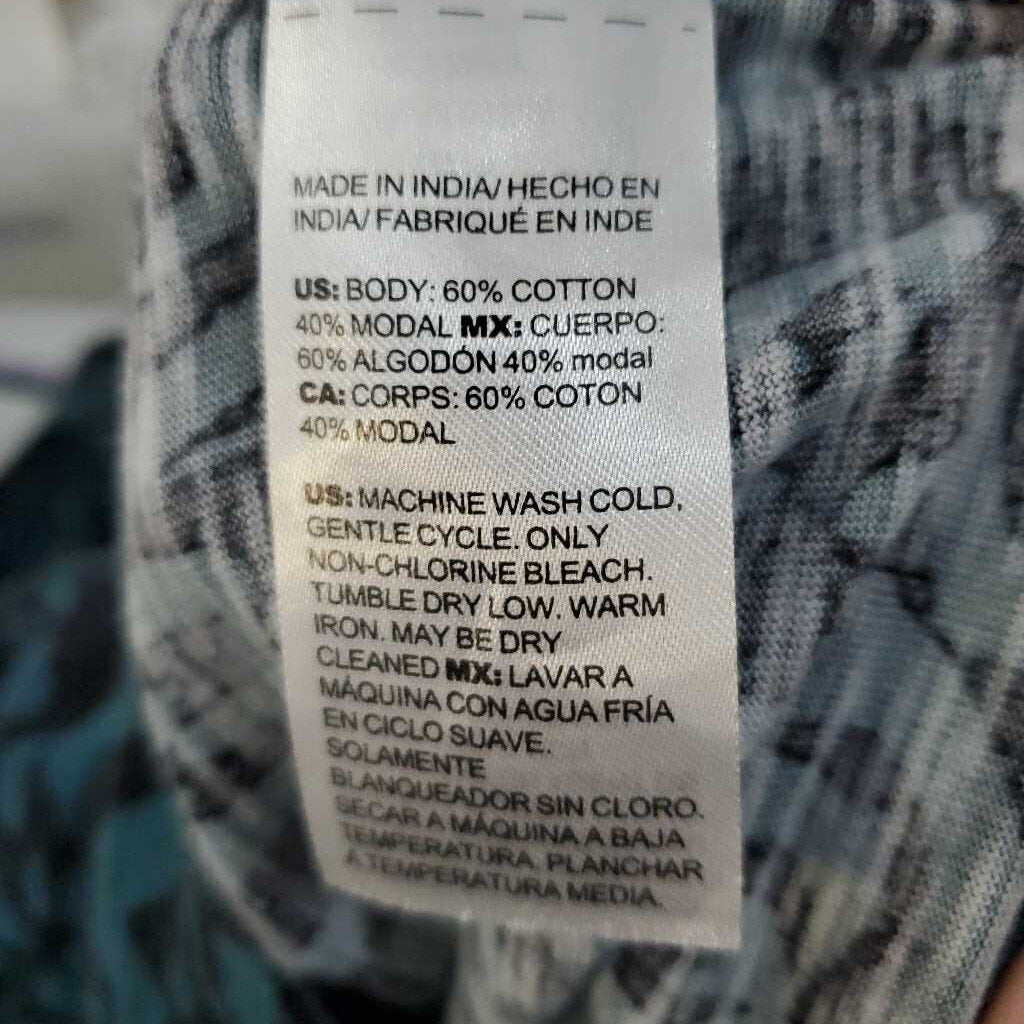 MADE IN INDIA/ HECHO EN
INDIA/ FABRIQUÉ EN INDE
US: BODY: 60% COTTON
40% MODAL MX: CUERPO:
60% ALGODÓN 40% modal
CA: CORPS: 60% COTON
40% MODAL
US: MACHINE WASH COLD,
GENTLE CYCLE. ONLY
NON-CHLORINE BLEACH.
TUMBLE DRY LOW. WARM
IRON. MAY BE DRY
CLEANED MX: LAVAR A
MÁQUINA CON AGUA FRÍA
EN CICLO SUAVE.
SOLAMENTE
BLANQUEADOR SIN CLORO.
SECAR A MÁQUINA A BAJA
TEMPERATURA. PLANCHAR
A TEMPERATURA MEDIA.